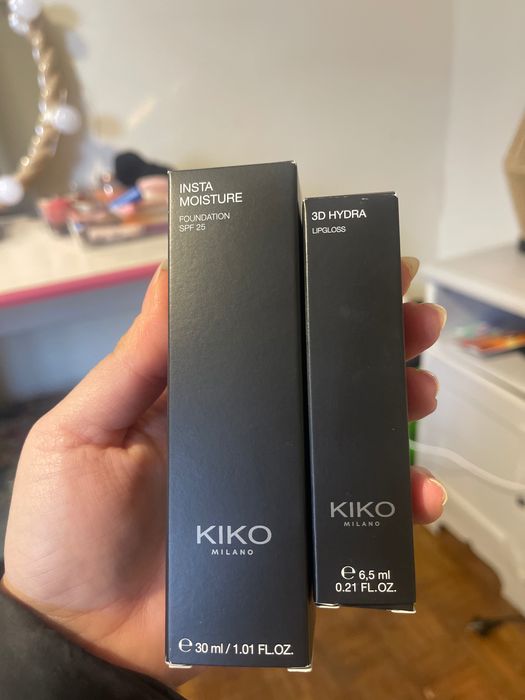 INSTA
MOISTURE
FOUNDATION
SPF 25
KIKO
MILANO
℮ 30 ml / 1.01 FL.OZ.
3D HYDRA
LIPGLOSS
KIKO
MILANO
℮ 6,5 ml
0.21 FL.OZ.